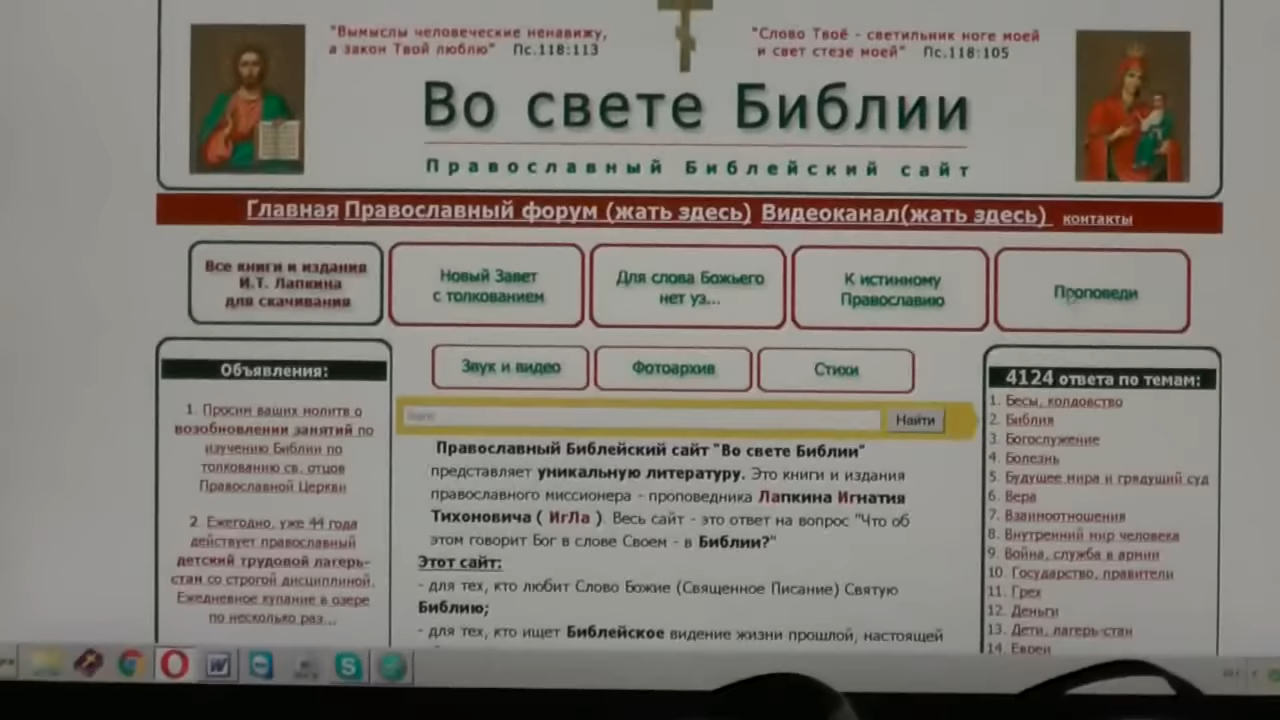 "Вымыслы человеческие ненавижу,
а закон Твой люблю" Пс.118:113
"Слово Твоё - светильник ноге моей
и свет стезе моей" Пс.118:105
Во свете Библии
Православный Библейский сайт
Главная Православный форум (жать здесь) Видеоканал(жать здесь) контакты
Все книги и издания
И.Т. Лапкина
для скачивания
Новый Завет
с толкованием
Для слова Божьего
нет уз...
К истинному
Православию
Проповеди
Звук и видео
Фотоархив
Стихи
Объявления:
1. Просим ваших молитв о
возобновлении занятий по
изучению Библии по
толкованию св. отцов
Православной Церкви
2. Ежегодно, уже 44 года
действует православный
детский трудовой лагерь-
стан со строгой дисциплиной.
Ежедневное купание в озере
по несколько раз...
Найти
Православный Библейский сайт "Во свете Библии"
представляет уникальную литературу. Это книги и издания
православного миссионера - проповедника Лапкина Игнатия
Тихоновича ( ИгЛа ). Весь сайт - это ответ на вопрос "Что об
этом говорит Бог в слове Своем - в Библии?"
Этот сайт:
- для тех, кто любит Слово Божие (Священное Писание) Святую
Библию;
- для тех, кто ищет Библейское видение жизни прошлой, настоящей
4124 ответа по темам:
1. Бесы, колдовство
2. Библия
3. Богослужение
4. Болезнь
5. Будущее мира и грядущий суд
6. Вера
7. Взаимоотношения
8. Внутренний мир человека
9. Война, служба в армии
10. Государство, правители
11. Грех
12. Деньги
13. Дети, лагерь-стан
14. Евреи